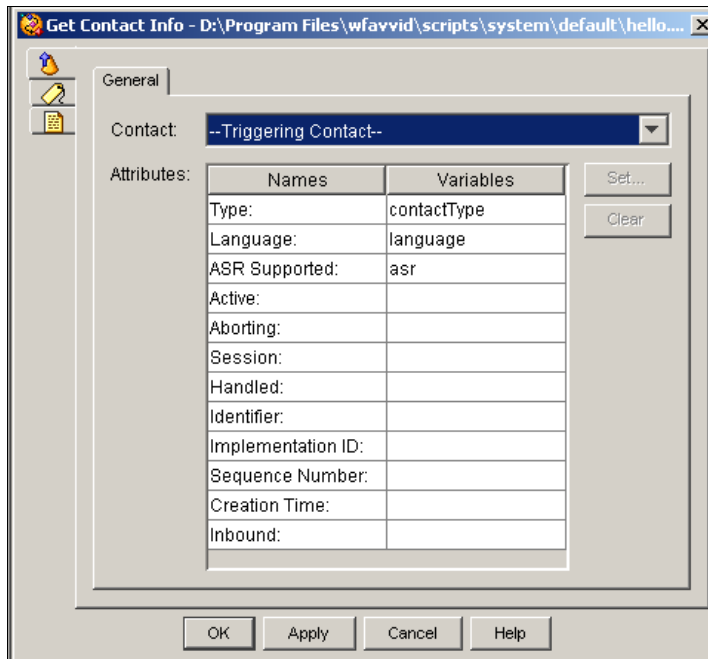 Get Contact Info - D:\Program Files\wfavvid\scripts\system\default\hello....
General
Contact: --Triggering Contact--
Attributes: Names Variables Set...
Type: contactType Clear
Language: language
ASR Supported: asr
Active:
Aborting:
Session:
Handled:
Identifier:
Implementation ID:
Sequence Number:
Creation Time:
Inbound:
OK Apply Cancel Help